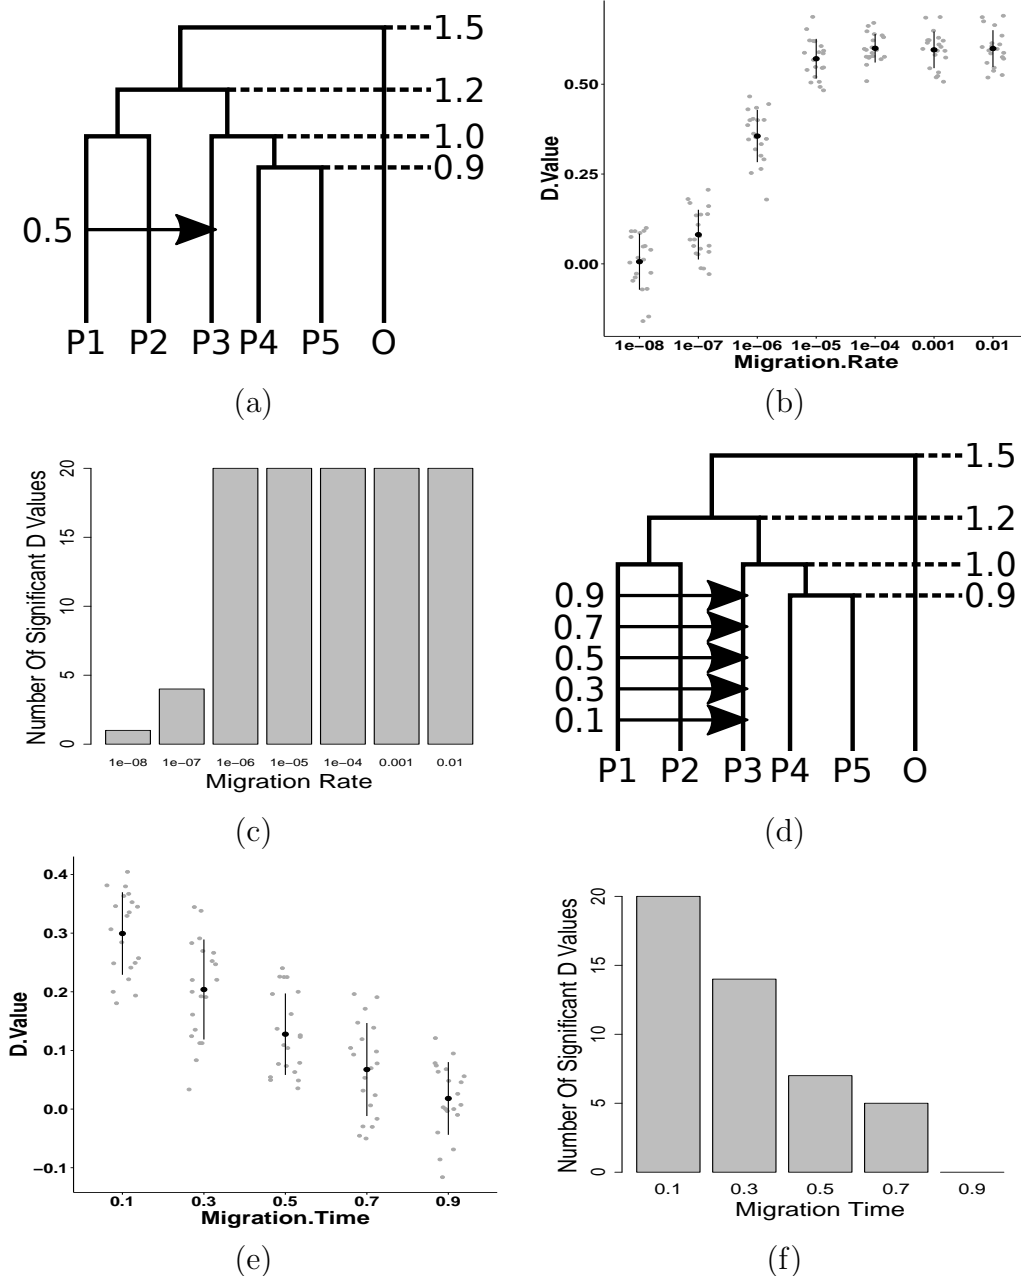 1.5
1.2
1.0
0.9
0.5
P1 P2 P3 P4 P5 O
(a)
D.Value
0.50
0.25
0.00
1e−08 1e−07 1e−06 1e−05 1e−04 0.001 0.01
Migration.Rate
(b)
Number Of Significant D Values
20
15
10
5
0
1e−08 1e−07 1e−06 1e−05 1e−04 0.001 0.01
Migration Rate
(c)
1.5
1.2
1.0
0.9
0.9
0.7
0.5
0.3
0.1
P1 P2 P3 P4 P5 O
(d)
D.Value
0.4
0.3
0.2
0.1
0.0
−0.1
0.1 0.3 0.5 0.7 0.9
Migration.Time
(e)
Number Of Significant D Values
20
15
10
5
0
0.1 0.3 0.5 0.7 0.9
Migration Time
(f)